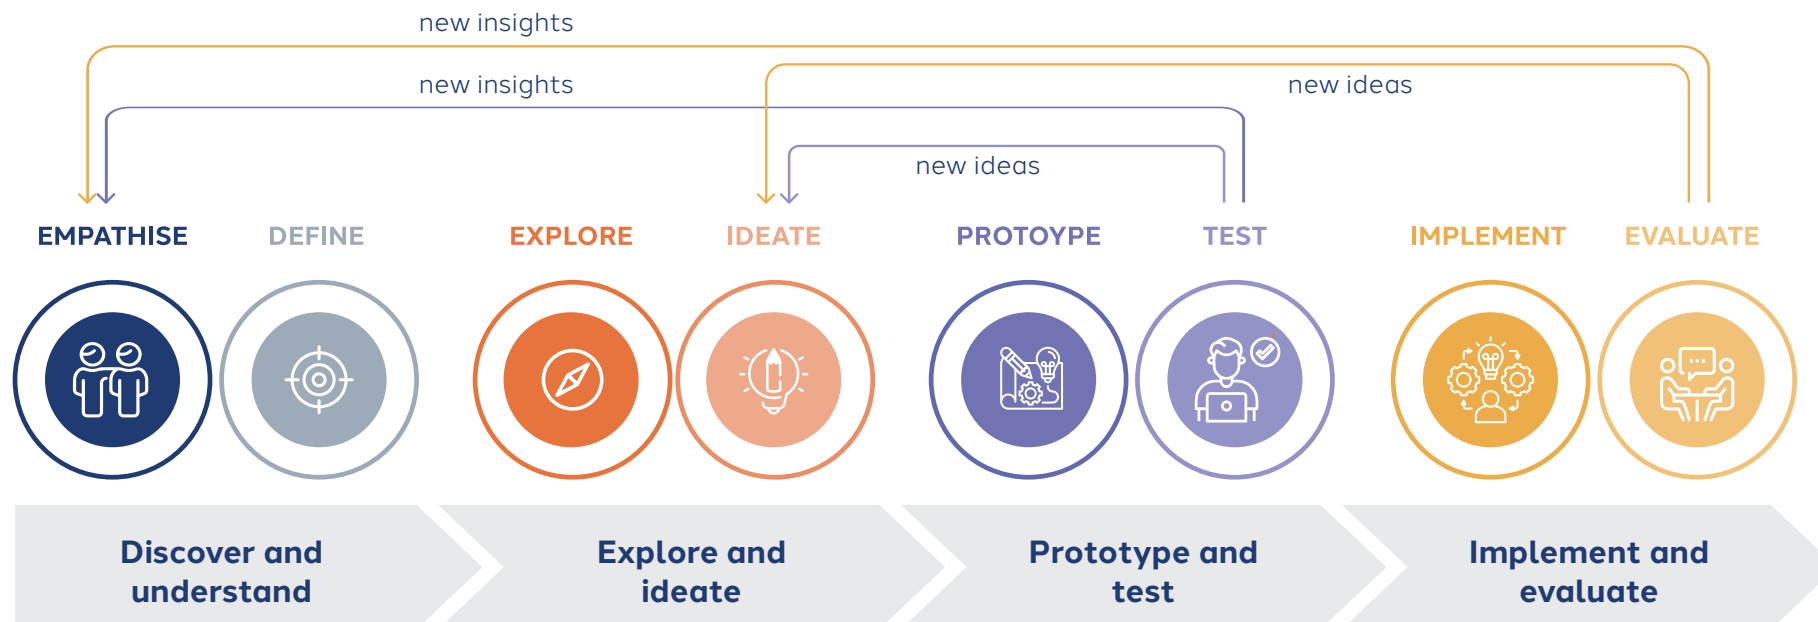 new insights
new insights
new ideas
new ideas
EMPATHISE
DEFINE
EXPLORE
IDEATE
PROTOYPE
TEST
IMPLEMENT
EVALUATE
Discover and
understand
Explore and
ideate
Prototype and
test
Implement and
evaluate